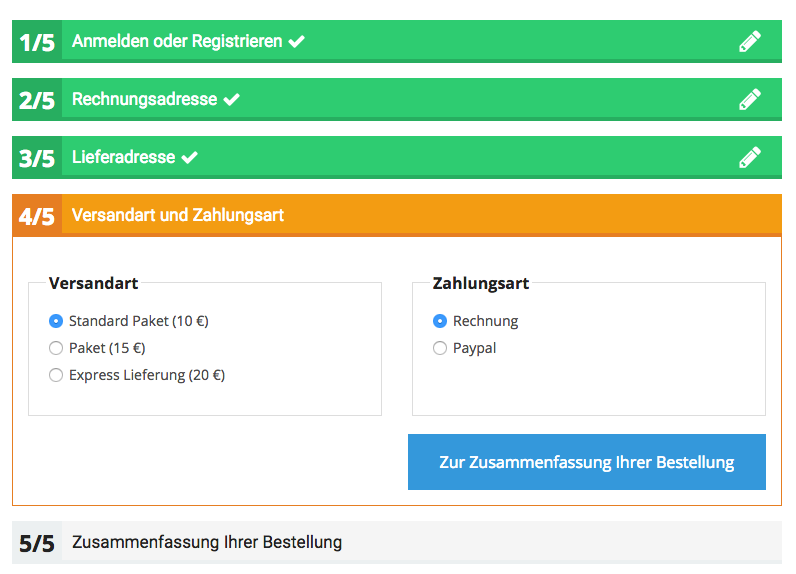 1/5 Anmelden oder Registrieren
2/5 Rechnungsadresse
3/5 Lieferadresse
4/5 Versandart und Zahlungsart
Versandart
Standard Paket (10 €)
Paket (15 €)
Express Lieferung (20 €)
Zahlungsart
Rechnung
Paypal
Zur Zusammenfassung Ihrer Bestellung
5/5 Zusammenfassung Ihrer Bestellung